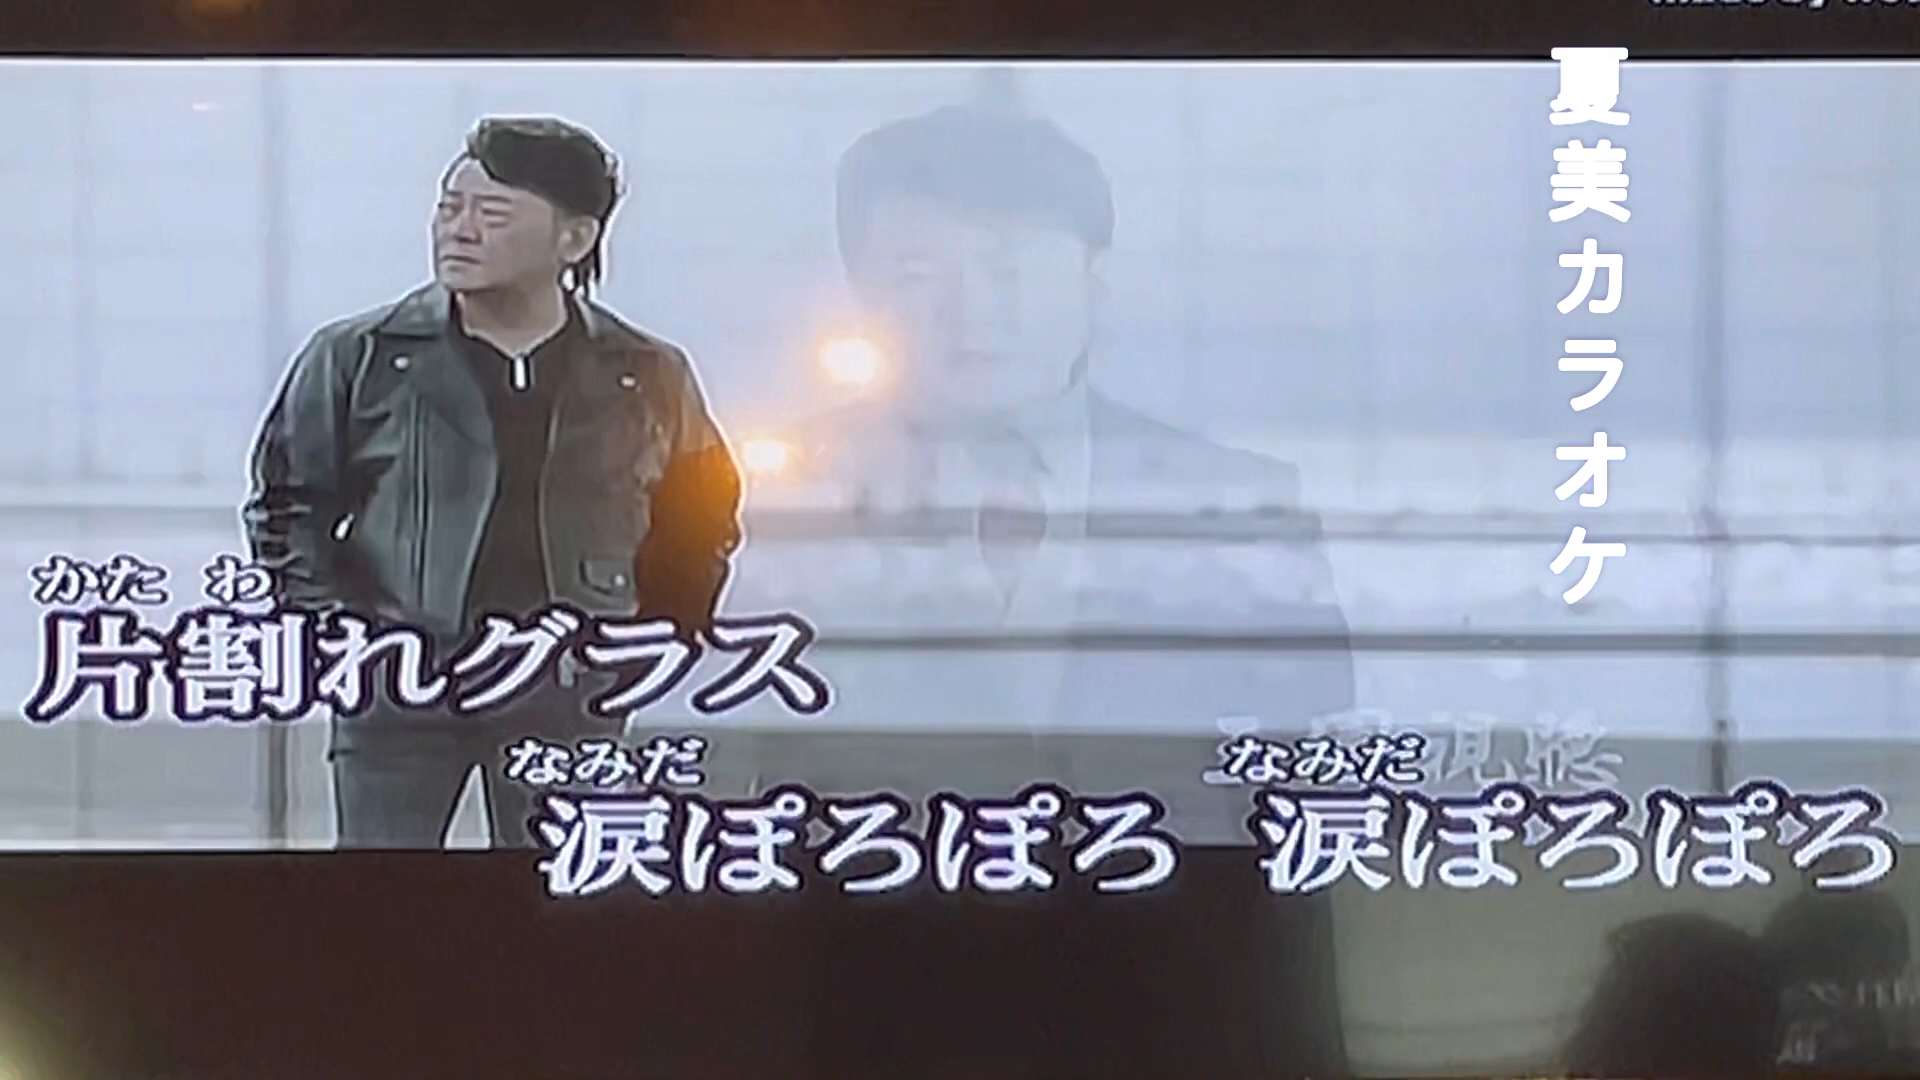 夏美カラオケ
かた わ
片割れグラス
なみだ なみだ
涙ぽろぽろ 涙ぽろぽろ